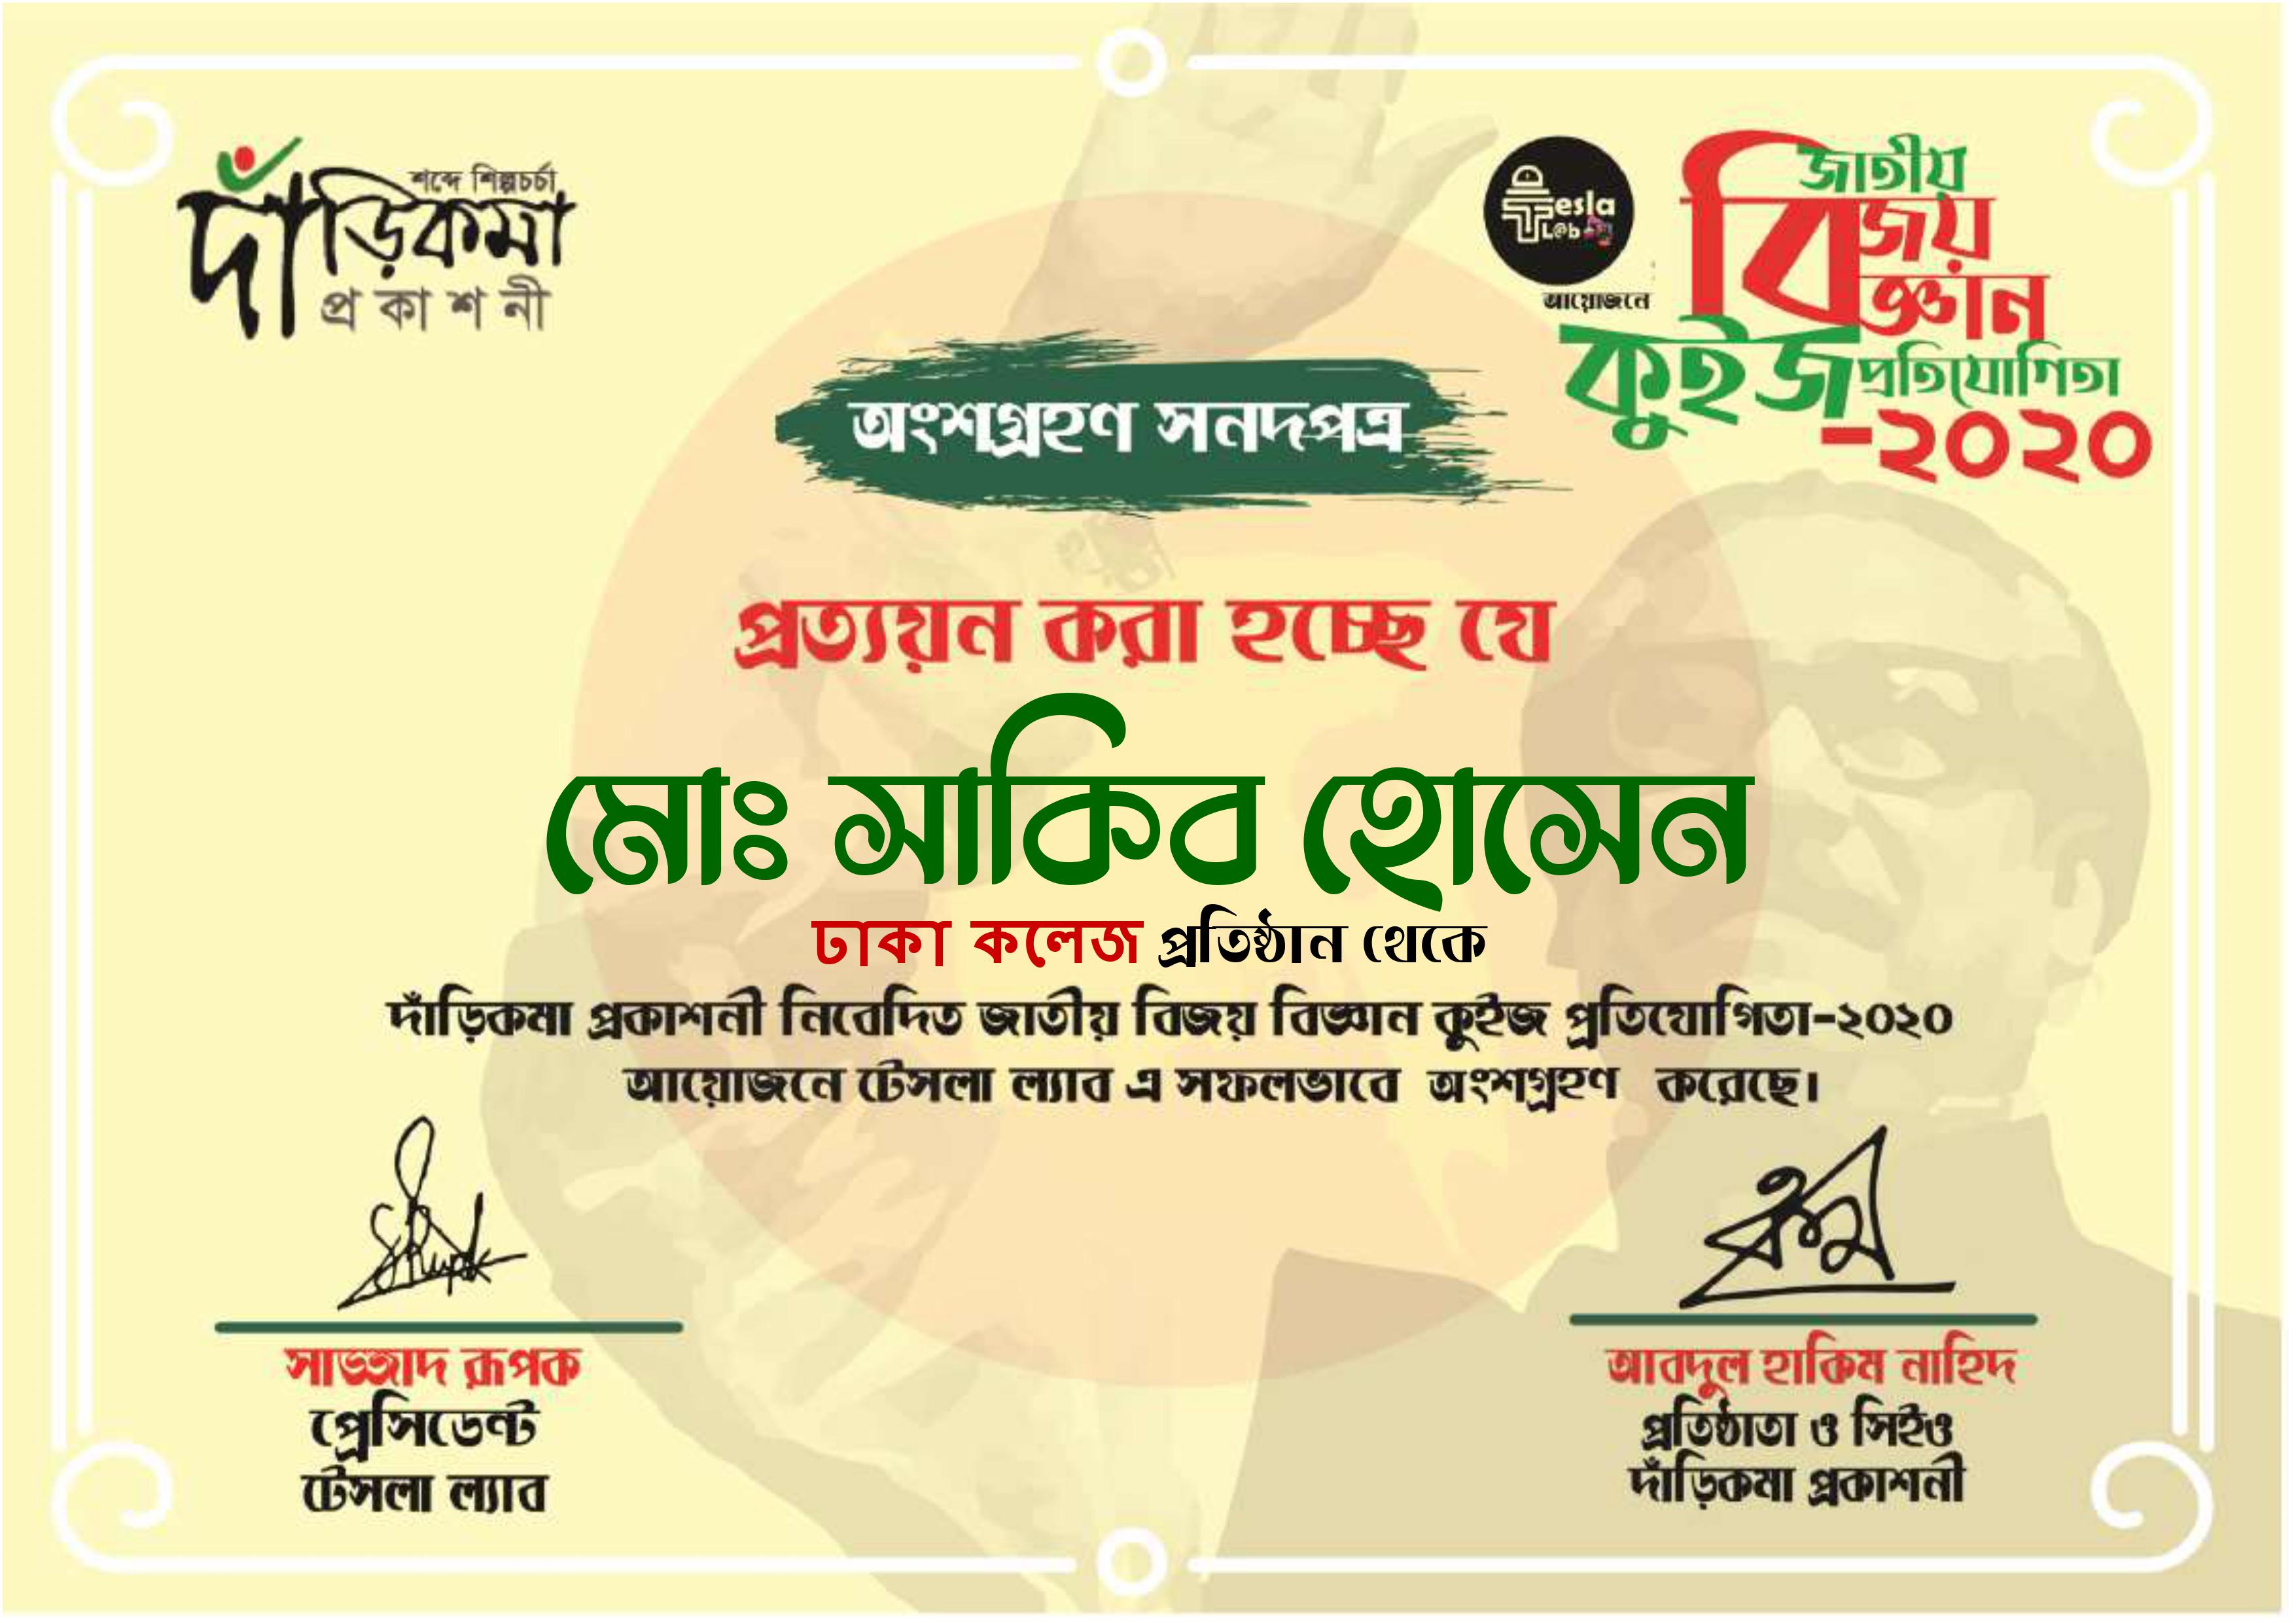 শব্দে শিল্পচর্চা
দাঁড়িকমা
প্রকাশনী
Tesla
L@b
আয়োজনে
জাতীয়
বিজয়
বিজ্ঞান
কুইজ প্রতিযোগিতা
-২০২০
অংশগ্রহণ সনদপত্র
প্রত্যয়ন করা হচ্ছে যে
মোঃ সাকিব হোসেন
ঢাকা কলেজ প্রতিষ্ঠান থেকে
দাঁড়িকমা প্রকাশনী নিবেদিত জাতীয় বিজয় বিজ্ঞান কুইজ প্রতিযোগিতা-২০২০
আয়োজনে টেসলা ল্যাব এ সফলভাবে অংশগ্রহণ করেছে।
সাজ্জাদ রূপক
প্রেসিডেন্ট
টেসলা ল্যাব
আবদুল হাকিম নাহিদ
প্রতিষ্ঠাতা ও সিইও
দাঁড়িকমা প্রকাশনী